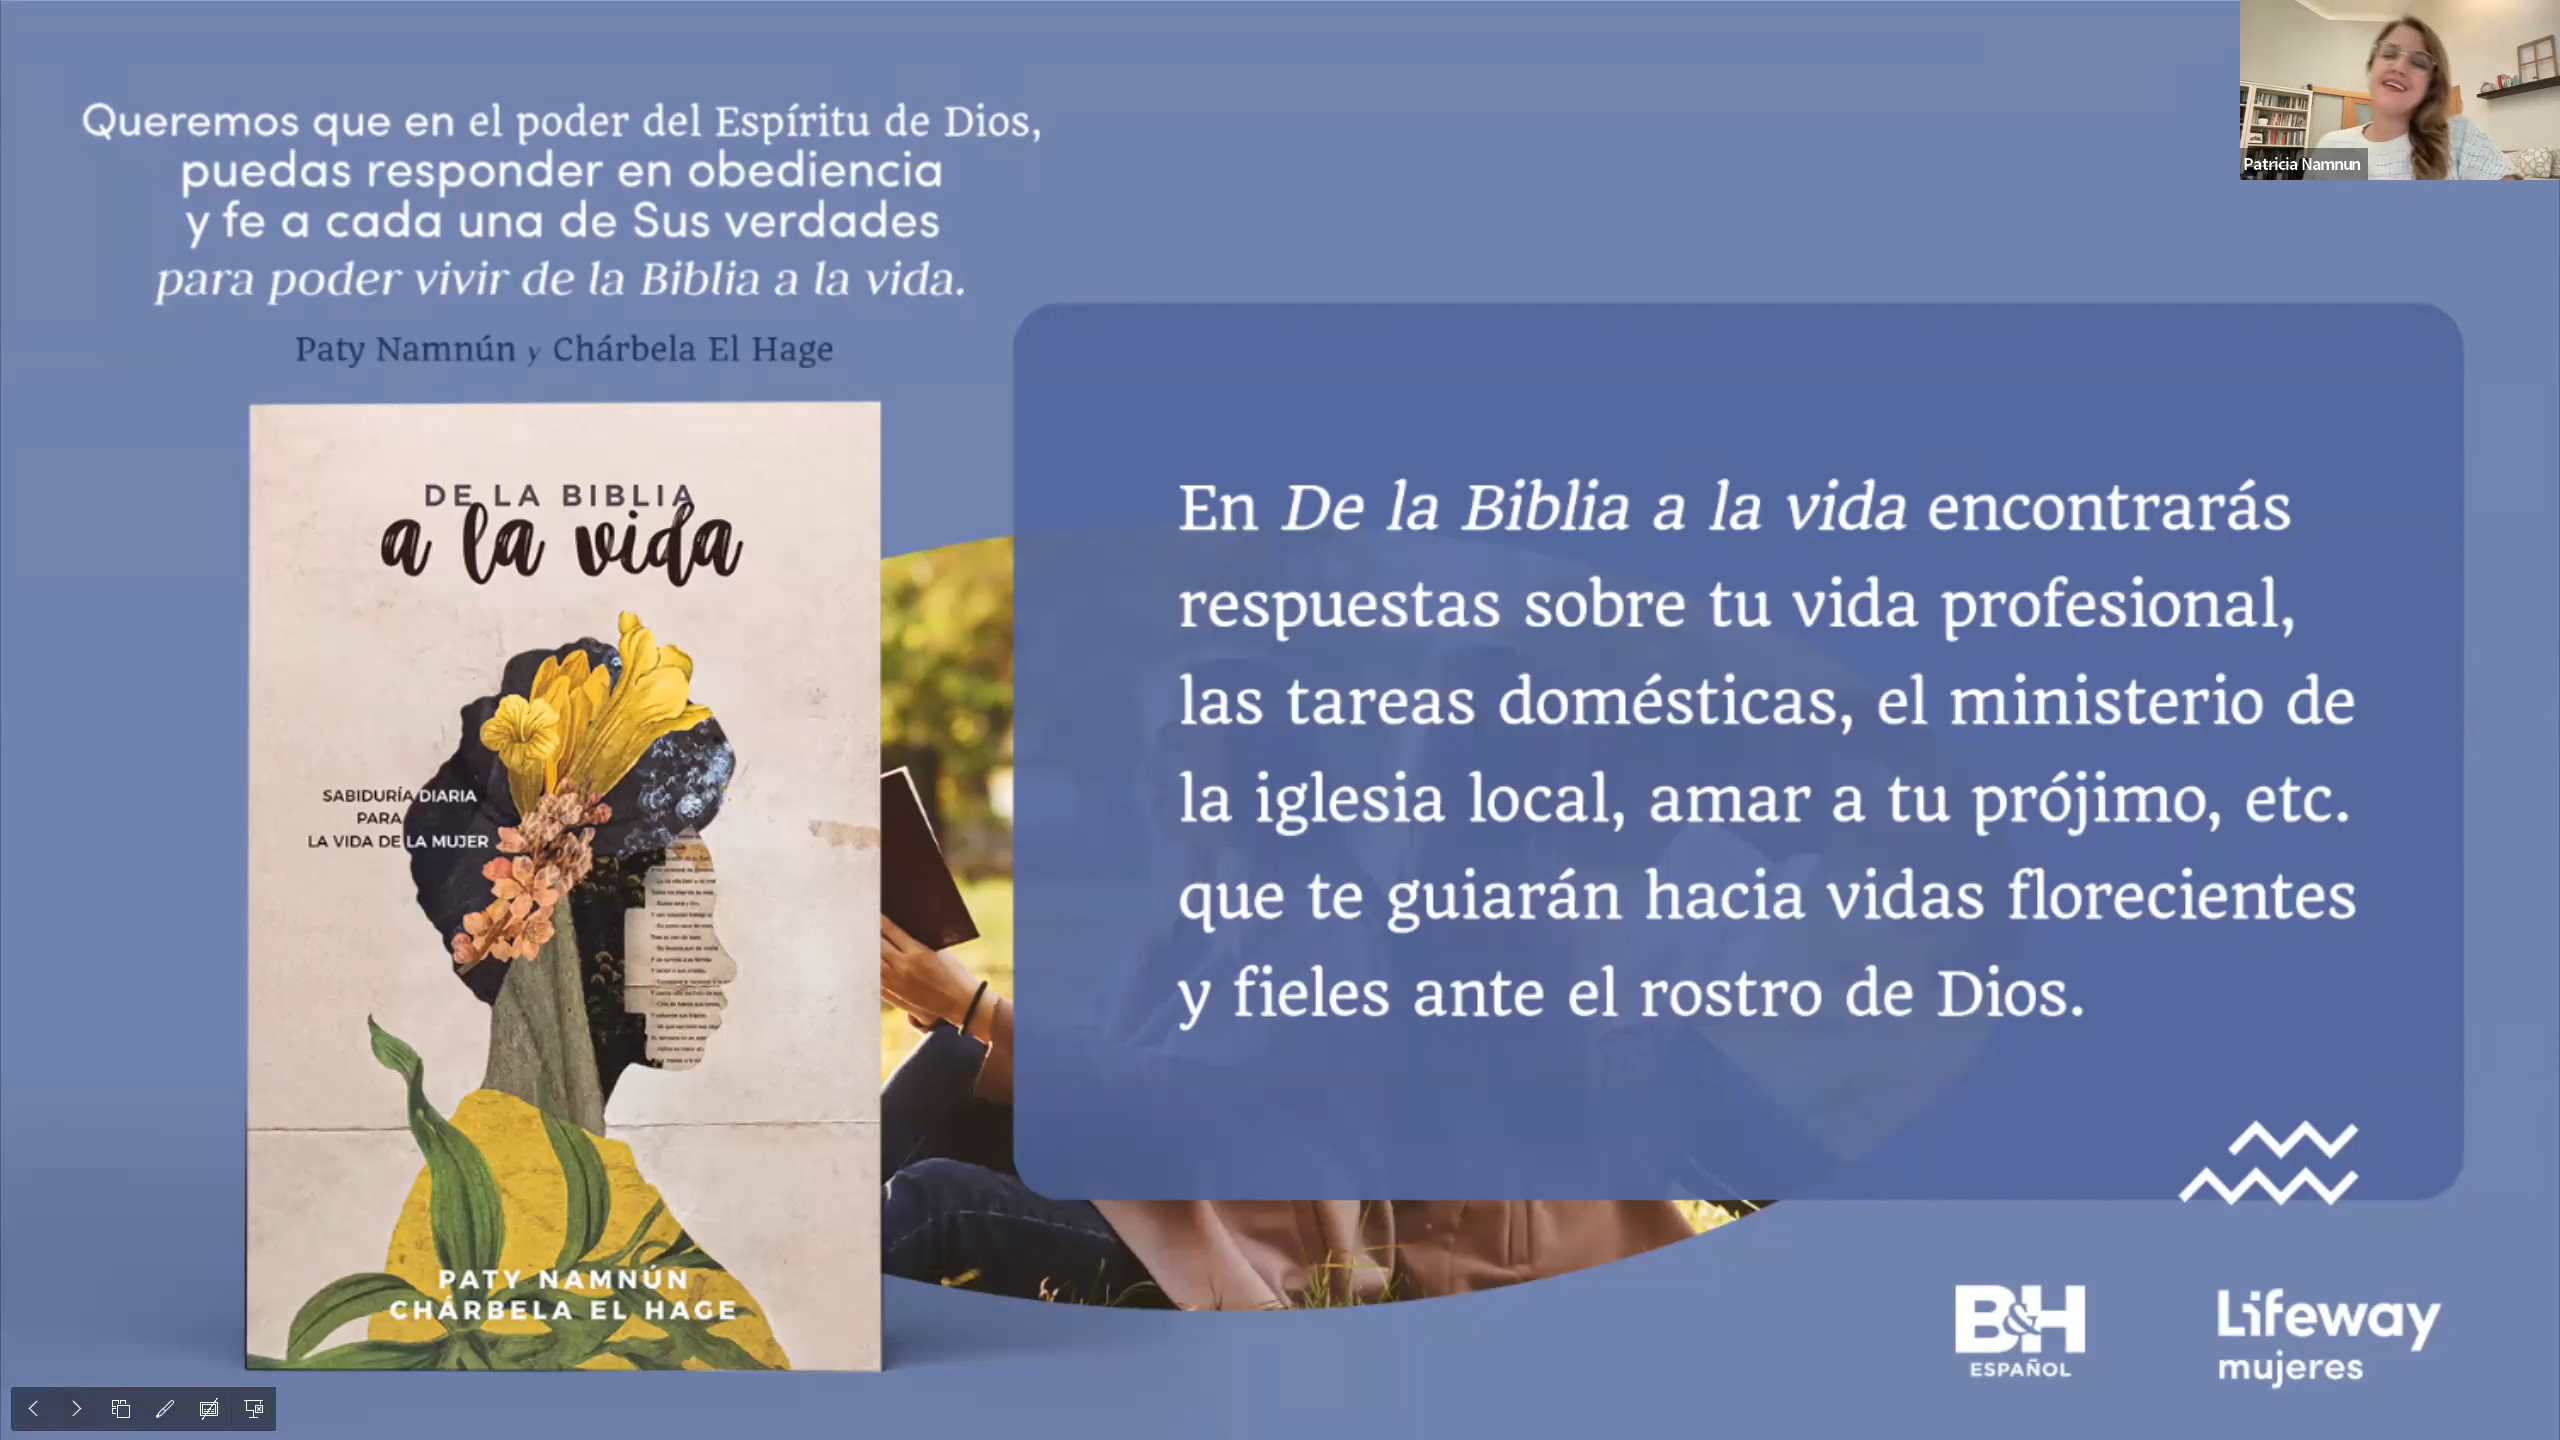 Queremos que en el poder del Espíritu de Dios,
puedas responder en obediencia
y fe a cada una de Sus verdades
para poder vivir de la Biblia a la vida.
Paty Namnún y Chárbela El Hage
DE LA BIBLIA
a la vida
SABIDURÍA DIARIA
PARA
LA VIDA DE LA MUJER
PATY NAMNÚN
CHÁRBELA EL HAGE
En De la Biblia a la vida encontrarás
respuestas sobre tu vida profesional,
las tareas domésticas, el ministerio de
la iglesia local, amar a tu prójimo, etc.
que te guiarán hacia vidas florecientes
y fieles ante el rostro de Dios.
B&H
ESPAÑOL
Lifeway
mujeres
Patricia Namnun